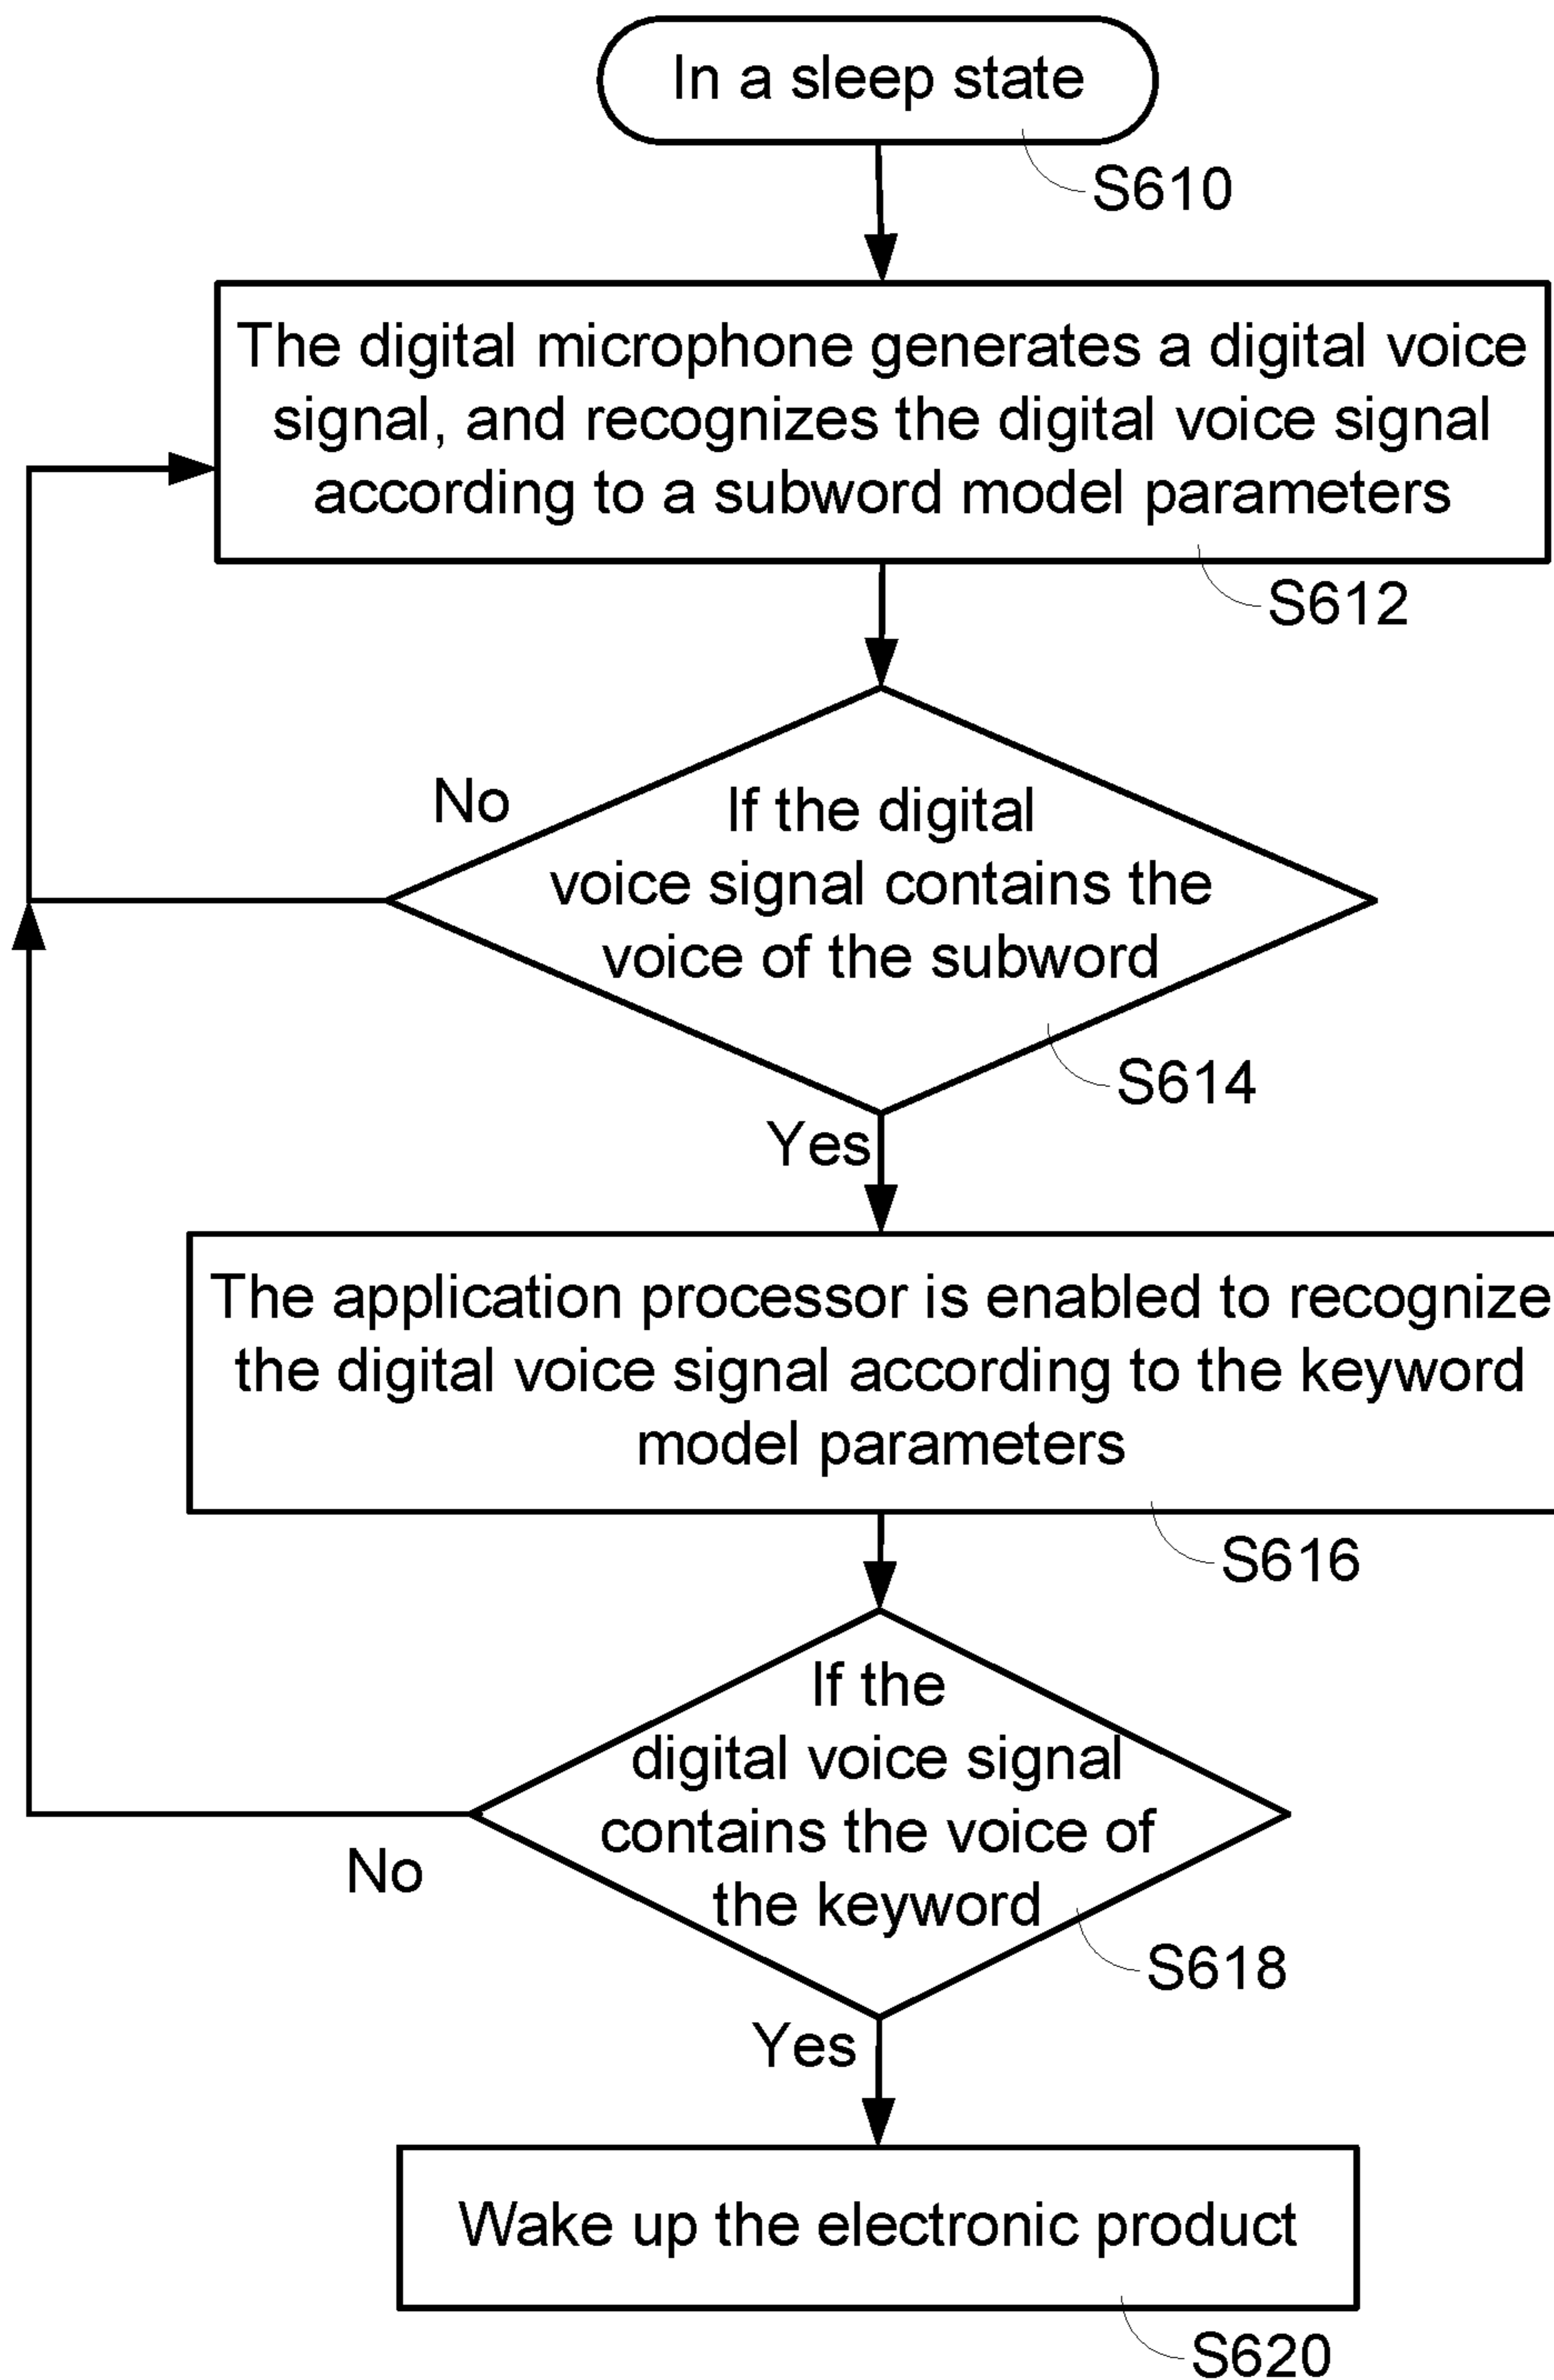 In a sleep state
S610
The digital microphone generates a digital voice
signal, and recognizes the digital voice signal
according to a subword model parameters
S612
No
If the digital
voice signal contains the
voice of the subword
S614
Yes
The application processor is enabled to recognize
the digital voice signal according to the keyword
model parameters
S616
If the
digital voice signal
contains the voice of
the keyword
No
S618
Yes
Wake up the electronic product
S620